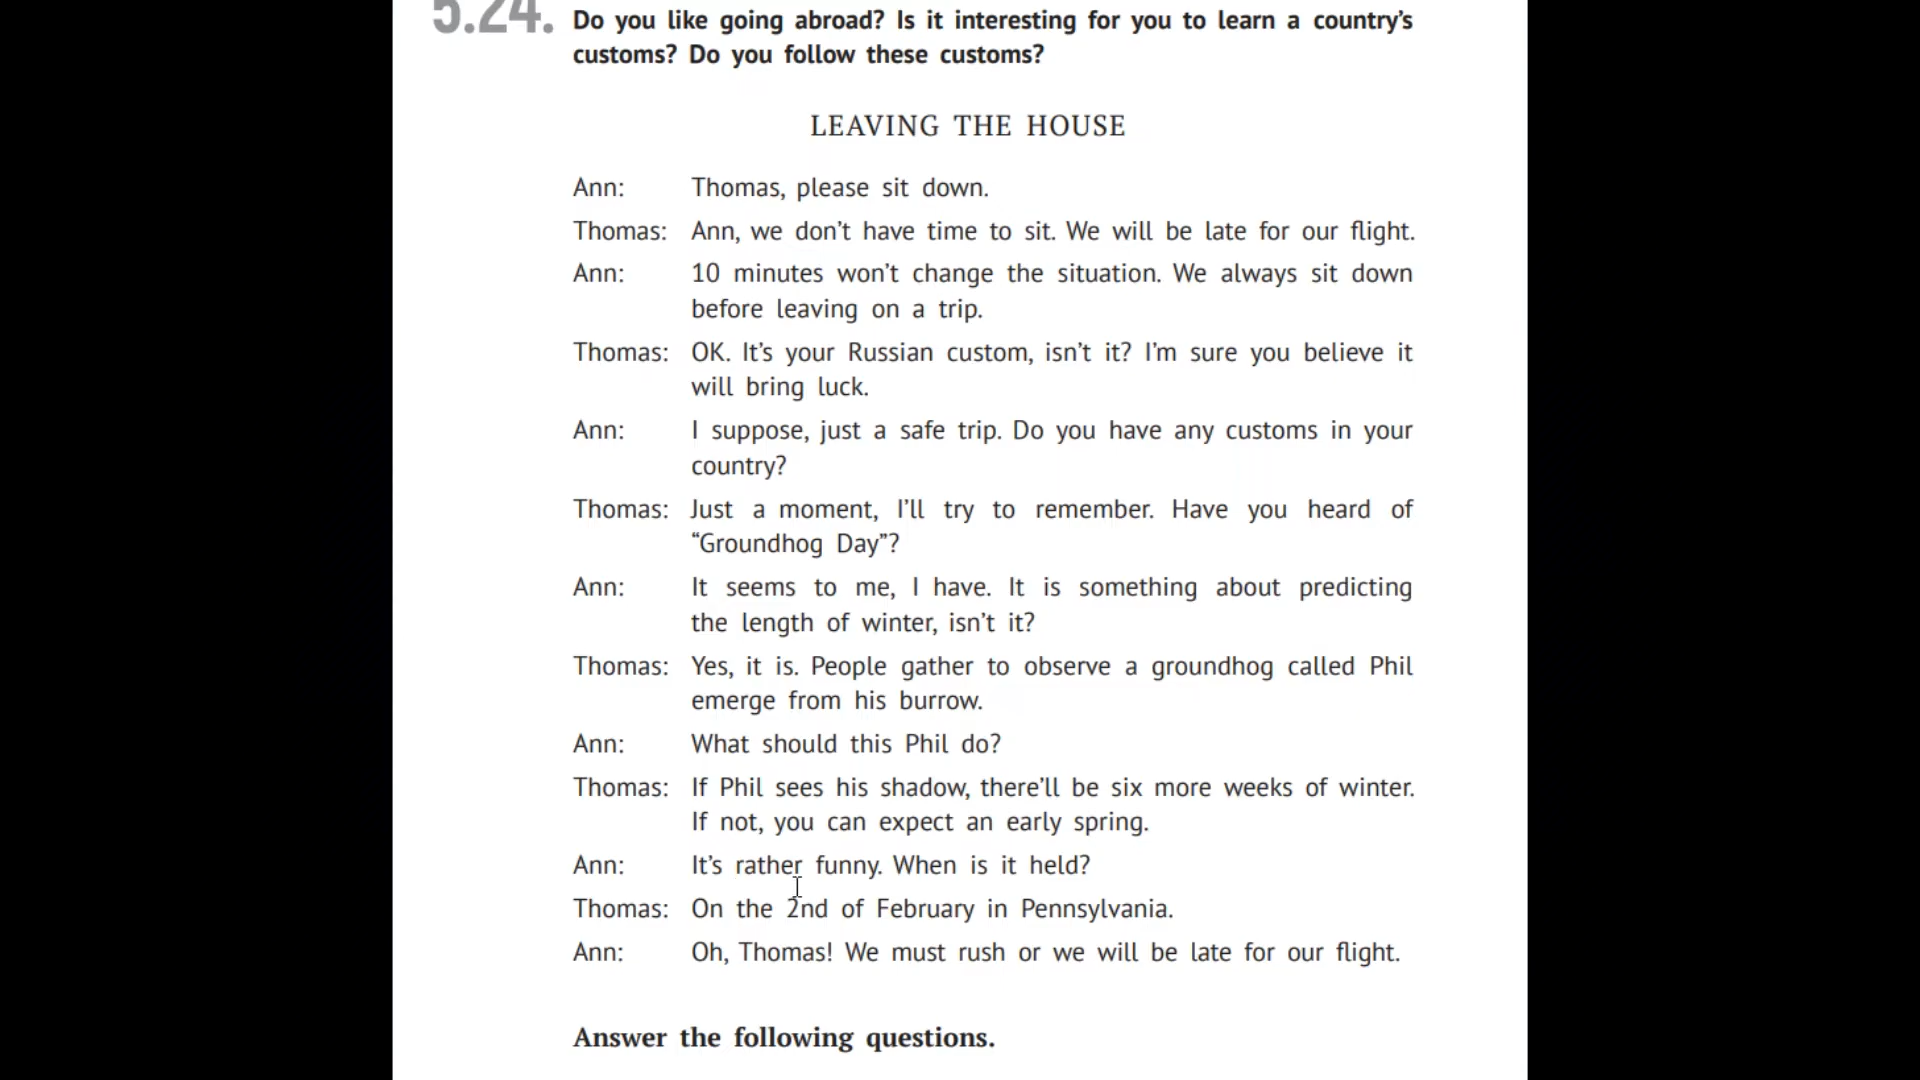 5.24. Do you like going abroad? Is it interesting for you to learn a country's
customs? Do you follow these customs?
LEAVING THE HOUSE
Ann: Thomas, please sit down.
Thomas: Ann, we don't have time to sit. We will be late for our flight.
Ann: 10 minutes won't change the situation. We always sit down
before leaving on a trip.
Thomas: OK. It's your Russian custom, isn't it? I'm sure you believe it
will bring luck.
Ann: I suppose, just a safe trip. Do you have any customs in your
country?
Thomas: Just a moment, I'll try to remember. Have you heard of
“Groundhog Day”?
Ann: It seems to me, I have. It is something about predicting
the length of winter, isn't it?
Thomas: Yes, it is. People gather to observe a groundhog called Phil
emerge from his burrow.
Ann: What should this Phil do?
Thomas: If Phil sees his shadow, there'll be six more weeks of winter.
If not, you can expect an early spring.
Ann: It's rather funny. When is it held?
Thomas: On the 2nd of February in Pennsylvania.
Ann: Oh, Thomas! We must rush or we will be late for our flight.
Answer the following questions.